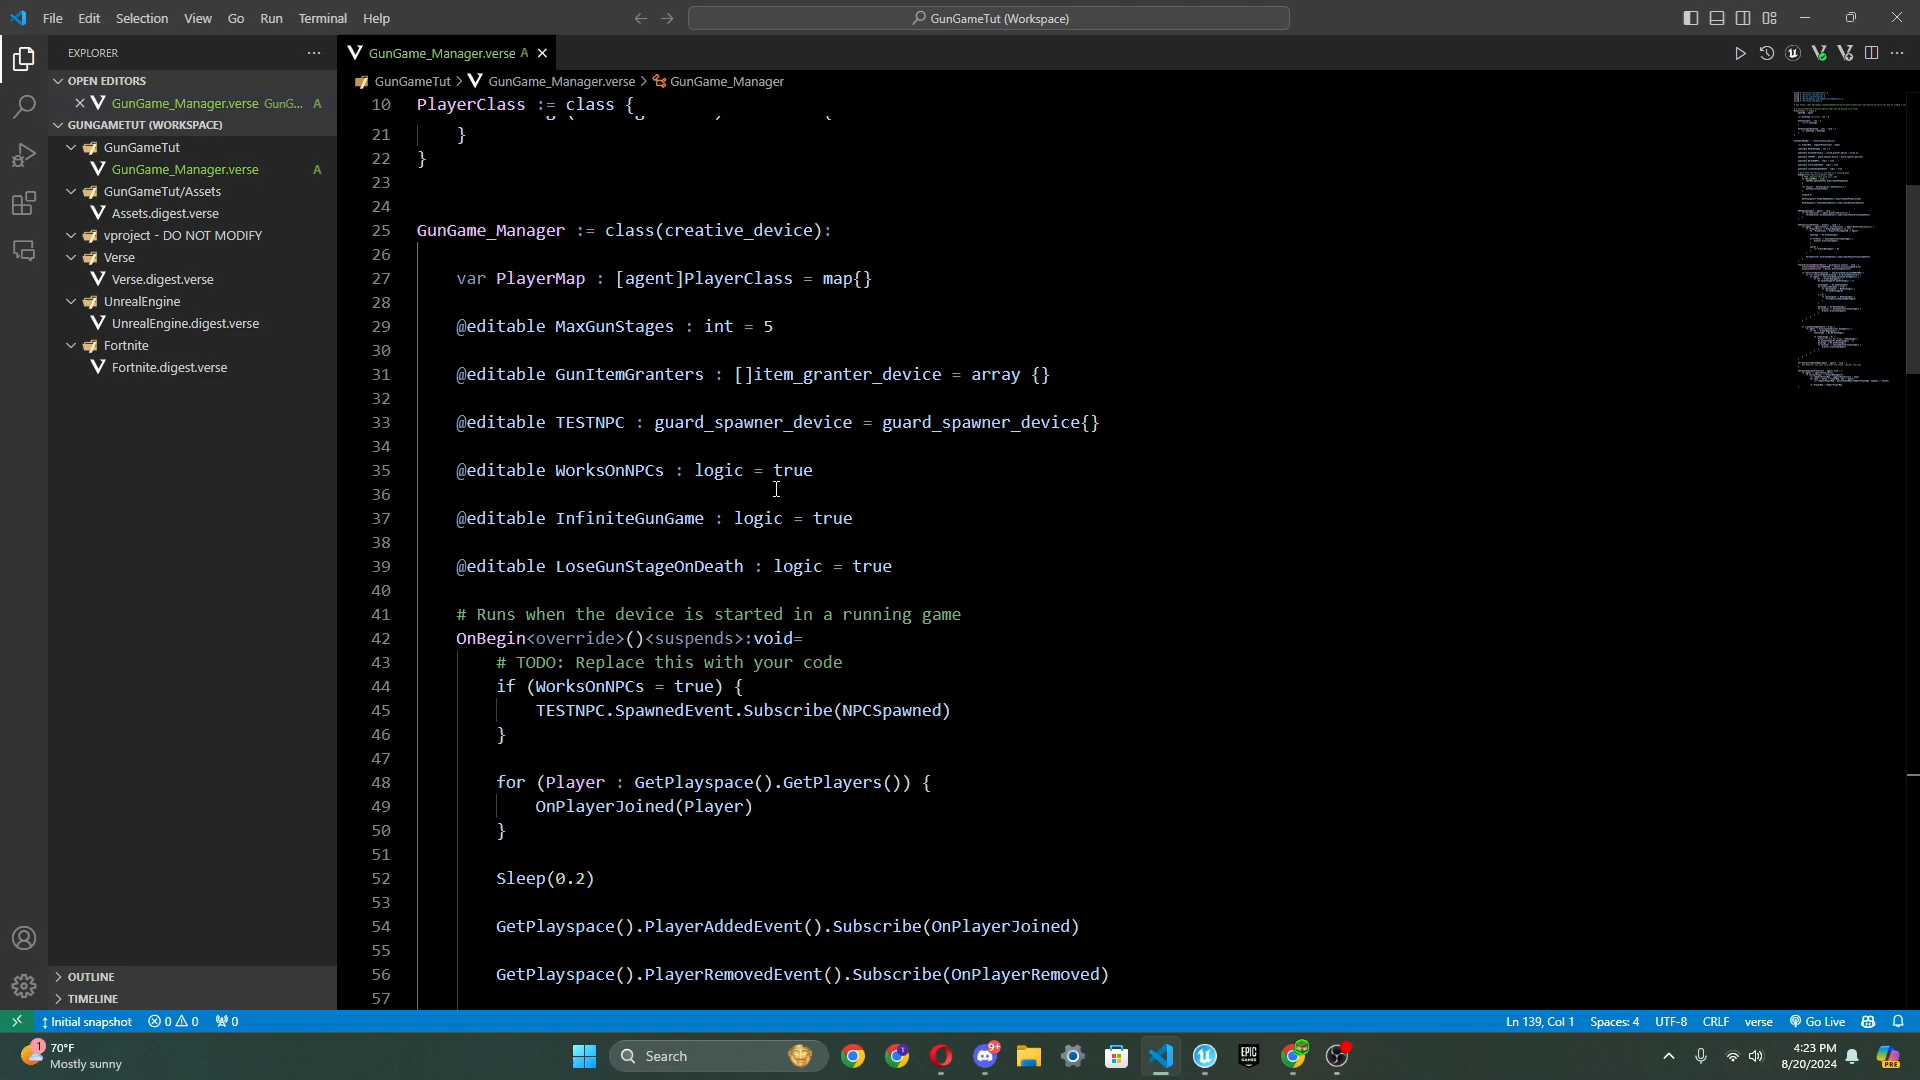 File Edit Selection View Go Run Terminal Help
GunGameTut (Workspace)
EXPLORER
OPEN EDITORS
GunGame_Manager.verse GunG... A
GUNGAMETUT (WORKSPACE)
GunGameTut
GunGame_Manager.verse A
GunGameTut/Assets
Assets.digest.verse
vproject - DO NOT MODIFY
Verse
Verse.digest.verse
UnrealEngine
UnrealEngine.digest.verse
Fortnite
Fortnite.digest.verse
OUTLINE
TIMELINE
GunGame_Manager.verse A
GunGameTut > GunGame_Manager.verse > GunGame_Manager
10 PlayerClass := class {
21 }
22 }
23
24
25 GunGame_Manager := class(creative_device):
26
27 var PlayerMap : [agent]PlayerClass = map{}
28
29 @editable MaxGunStages : int = 5
30
31 @editable GunItemGranters : []item_granter_device = array {}
32
33 @editable TESTNPC : guard_spawner_device = guard_spawner_device{}
34
35 @editable WorksOnNPCs : logic = true
36
37 @editable InfiniteGunGame : logic = true
38
39 @editable LoseGunStageOnDeath : logic = true
40
41 # Runs when the device is started in a running game
42 OnBegin<override>()<suspends>:void=
43 # TODO: Replace this with your code
44 if (WorksOnNPCs = true) {
45 TESTNPC.SpawnedEvent.Subscribe(NPCSpawned)
46 }
47
48 for (Player : GetPlayspace().GetPlayers()) {
49 OnPlayerJoined(Player)
50 }
51
52 Sleep(0.2)
53
54 GetPlayspace().PlayerAddedEvent().Subscribe(OnPlayerJoined)
55
56 GetPlayspace().PlayerRemovedEvent().Subscribe(OnPlayerRemoved)
57
Initial snapshot 0 0 0
Ln 139, Col 1 Spaces: 4 UTF-8 CRLF verse Go Live
1
70°F
Mostly sunny
Search
9+
EPIC
GAMES
4:23 PM
8/20/2024
PRE